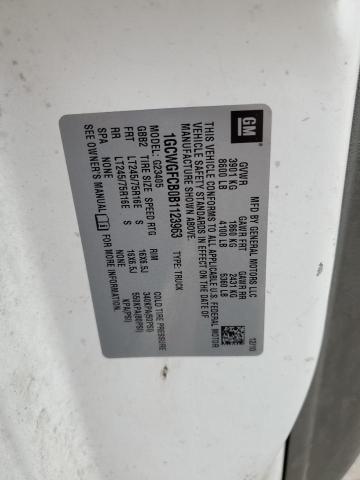 GM
MFD BY GENERAL MOTORS LLC
12/10
GVWR GAWR FRT GAWR RR
3901 KG 1860 KG 2431 KG
8600 LB 4100 LB 5360 LB
THIS VEHICLE CONFORMS TO ALL APPLICABLE U.S. FEDERAL MOTOR
VEHICLE SAFETY STANDARDS IN EFFECT ON THE DATE OF
MANUFACTURE SHOWN ABOVE.
1GCWGFCB0B1123963 TYPE: TRUCK
MODEL: G23405
GBB2 TIRE SIZE SPEED RTG RIM COLD TIRE PRESSURE
FRT LT245/75R16E S 16X6.5J 340KPA(50PSI)
RR LT245/75R16E S 16X6.5J 550KPA(80PSI)
SPA NONE KPA(PSI)
SEE OWNER'S MANUAL FOR MORE INFORMATION.